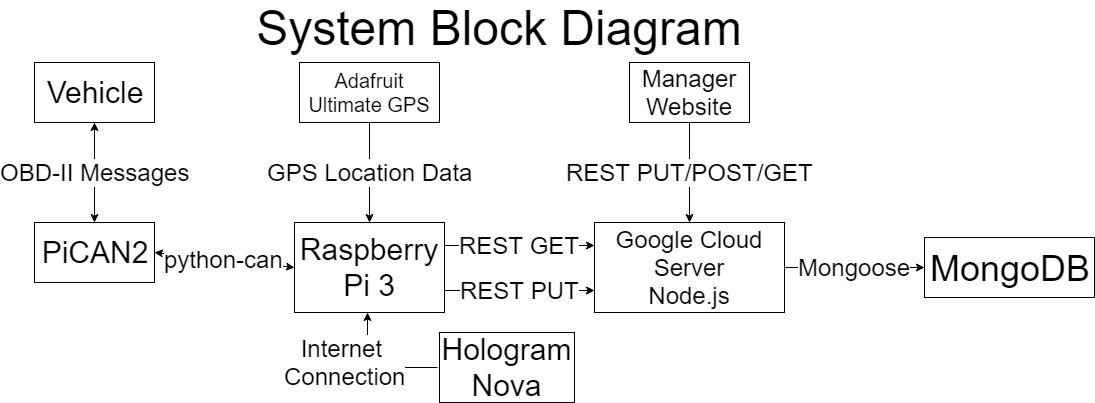 System Block Diagram
Vehicle
Adafruit
Ultimate GPS
Manager
Website
OBD-II Messages
GPS Location Data
REST PUT/POST/GET
PiCAN2
python-can
Raspberry
Pi 3
REST GET
REST PUT
Google Cloud
Server
Node.js
Mongoose
MongoDB
Internet
Connection
Hologram
Nova